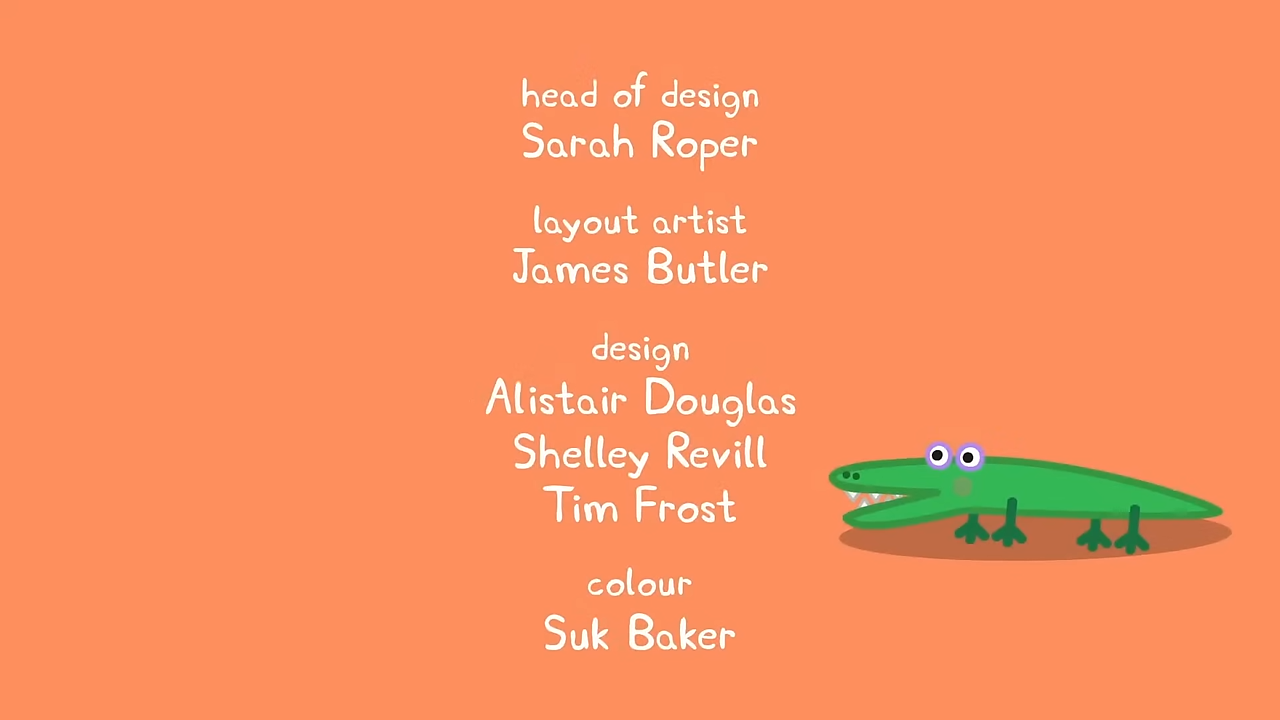 head of design
Sarah Roper
layout artist
James Butler
design
Alistair Douglas
Shelley Revill
Tim Frost
colour
Suk Baker